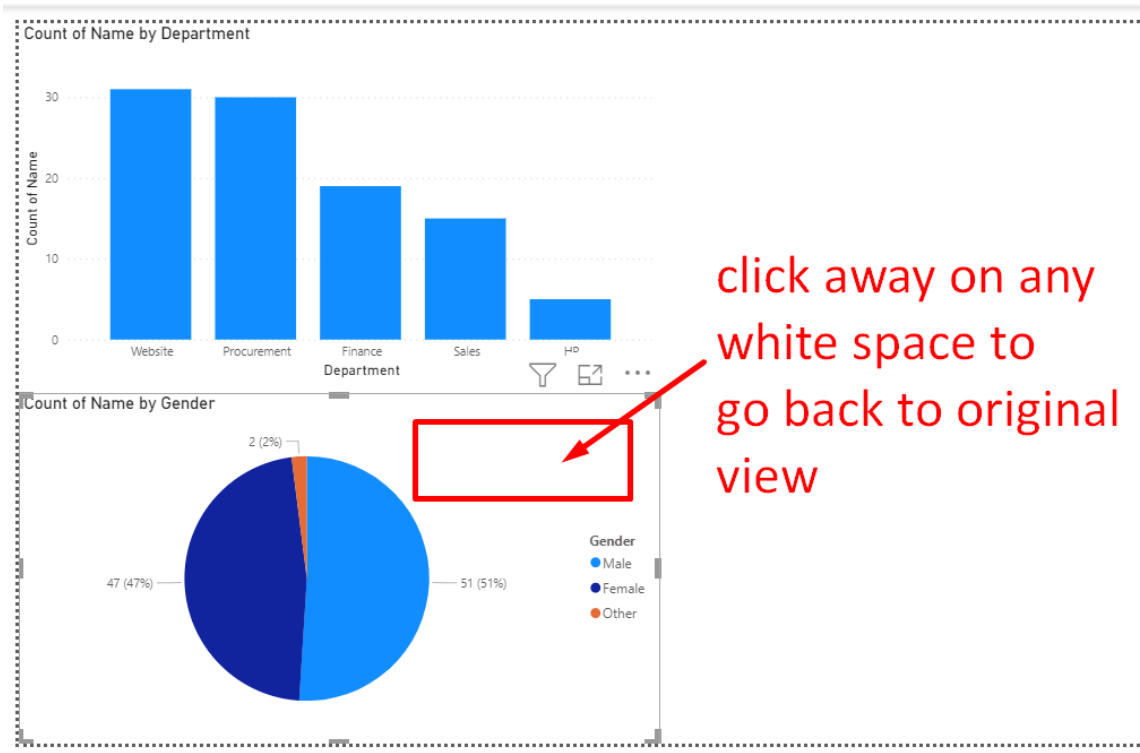 Count of Name by Department
30
20
10
0
Count of Name
Website
Procurement
Finance
Sales
HR
Department
click away on any
white space to
go back to original
view
Count of Name by Gender
2 (2%)
47 (47%)
51 (51%)
Gender
Male
Female
Other